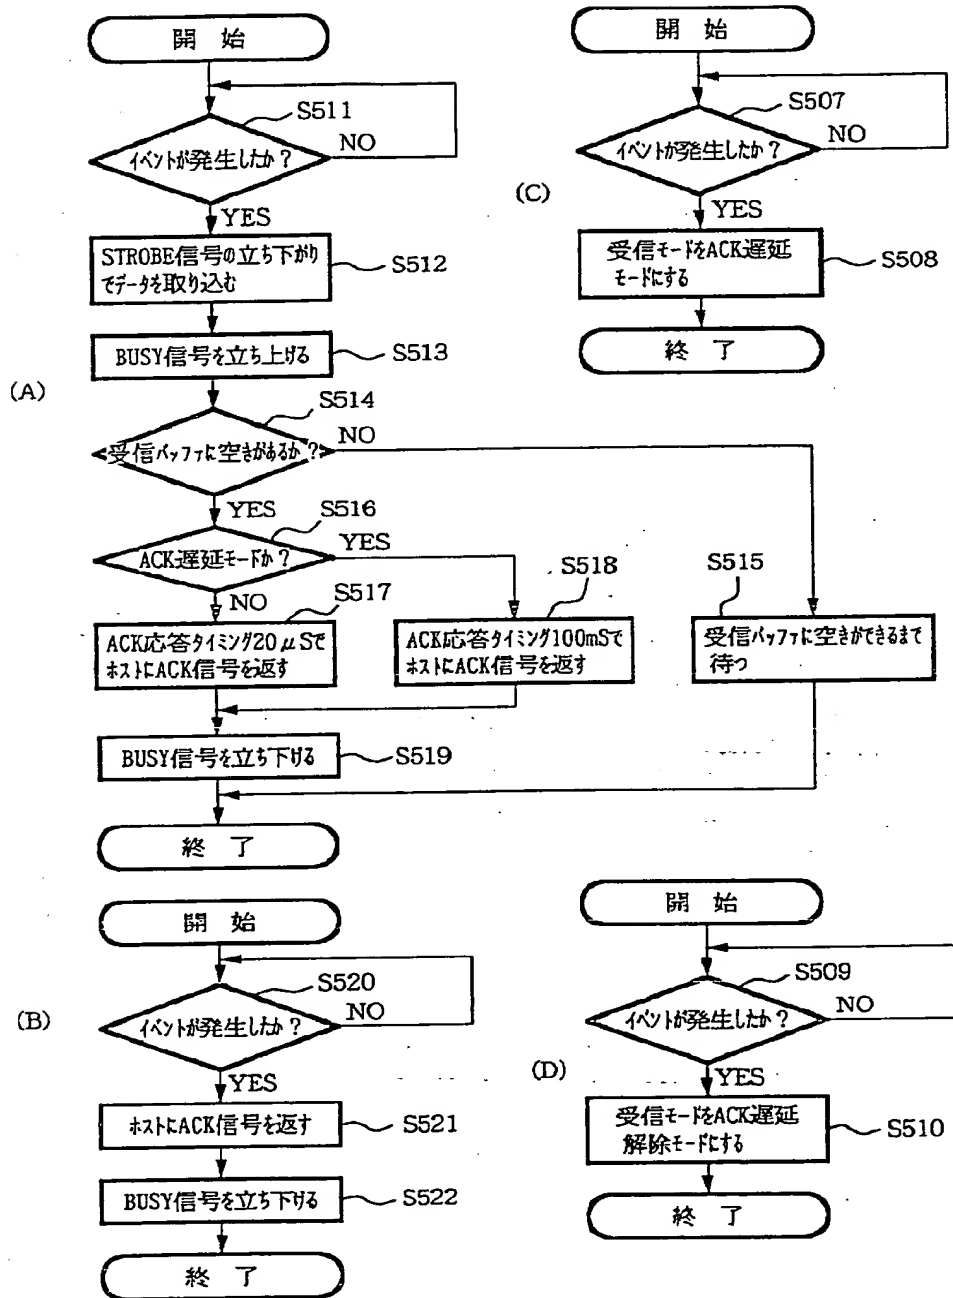 (A)
開 始
S511
イベントが発生したか?
NO
YES
STROBE信号の立ち下がり
でデータを取り込む
S512
BUSY信号を立ち上げる
S513
S514
受信バッファに空きがあるか?
NO
YES
S516
ACK遅延モードか?
YES
NO
S517
ACK応答タイミング20μSで
ホストにACK信号を返す
S518
ACK応答タイミング100mSで
ホストにACK信号を返す
S515
受信バッファに空きができるまで
待つ
BUSY信号を立ち下げる
S519
終 了
(C)
開 始
S507
イベントが発生したか?
NO
YES
受信モードをACK遅延
モードにする
S508
終 了
(B)
開 始
S520
イベントが発生したか?
NO
YES
ホストにACK信号を返す
S521
BUSY信号を立ち下げる
S522
終 了
(D)
開 始
S509
イベントが発生したか?
NO
YES
受信モードをACK遅延
解除モードにする
S510
終 了